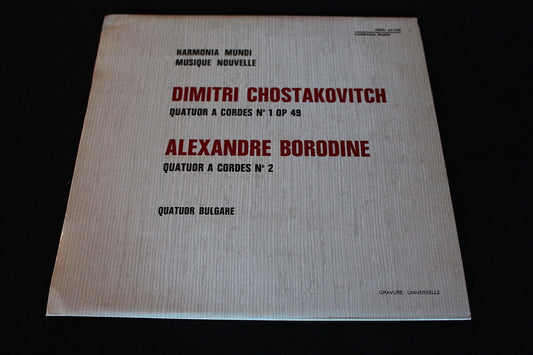 HARMONIA MUNDI
MUSIQUE NOUVELLE
DIMITRI CHOSTAKOVITCH
QUATUOR A CORDES N° 1 OP 49
ALEXANDRE BORODINE
QUATUOR A CORDES N° 2
QUATUOR BULGARE
GRAVURE UNIVERSELLE